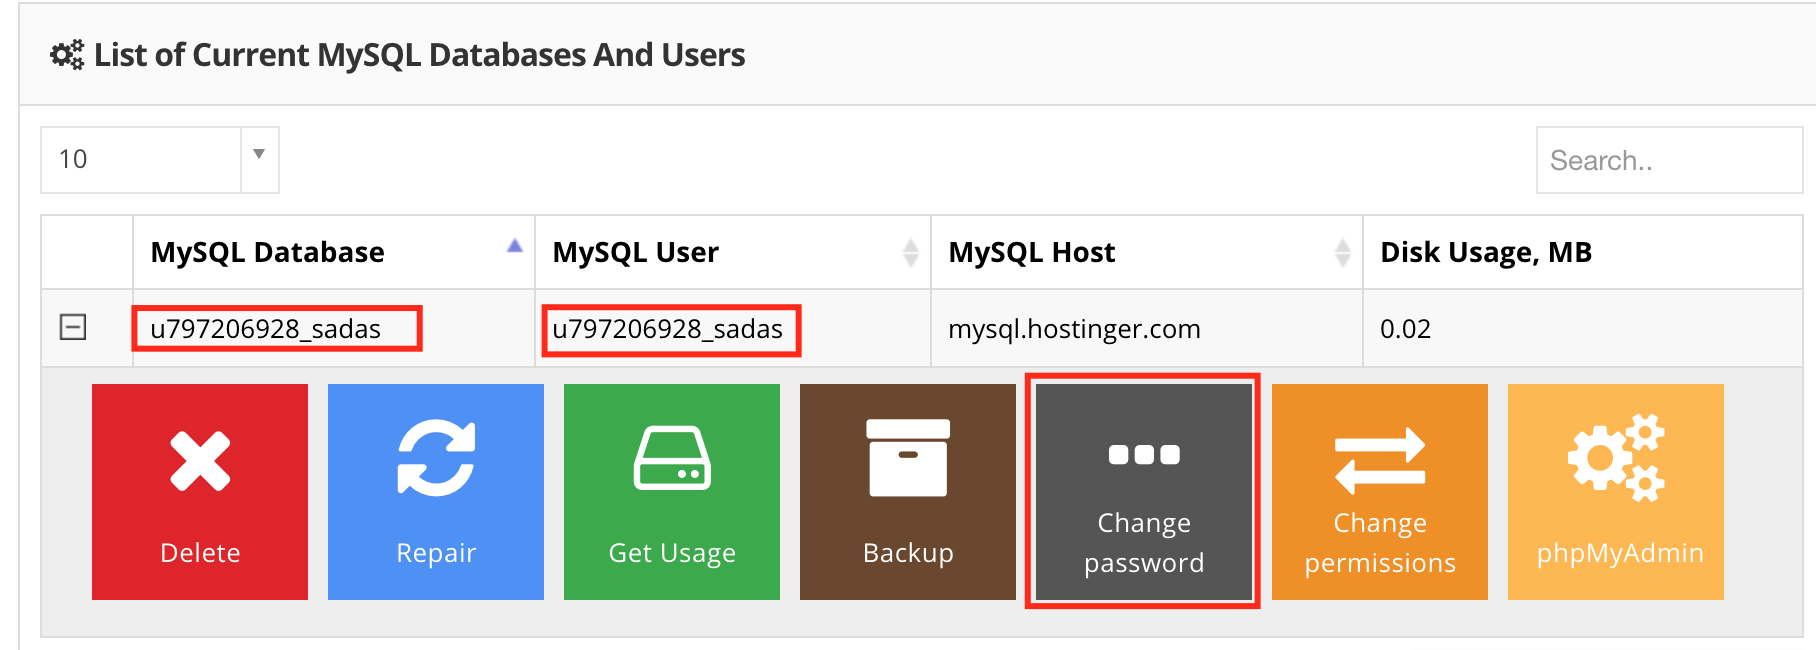 List of Current MySQL Databases And Users
10
Search..
MySQL Database MySQL User MySQL Host Disk Usage, MB
u797206928_sadas u797206928_sadas mysql.hostinger.com 0.02
Delete Repair Get Usage Backup Change password Change permissions phpMyAdmin